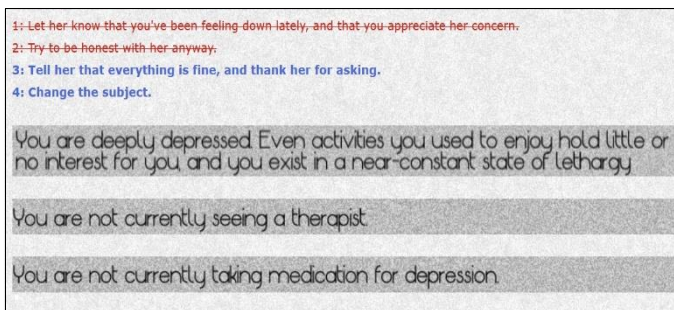 1: Let her know that you've been feeling down lately, and that you appreciate her concern.
2: Try to be honest with her anyway.
3: Tell her that everything is fine, and thank her for asking.
4: Change the subject.
You are deeply depressed. Even activities you used to enjoy hold little or
no interest for you, and you exist in a near-constant state of lethargy.
You are not currently seeing a therapist.
You are not currently taking medication for depression.